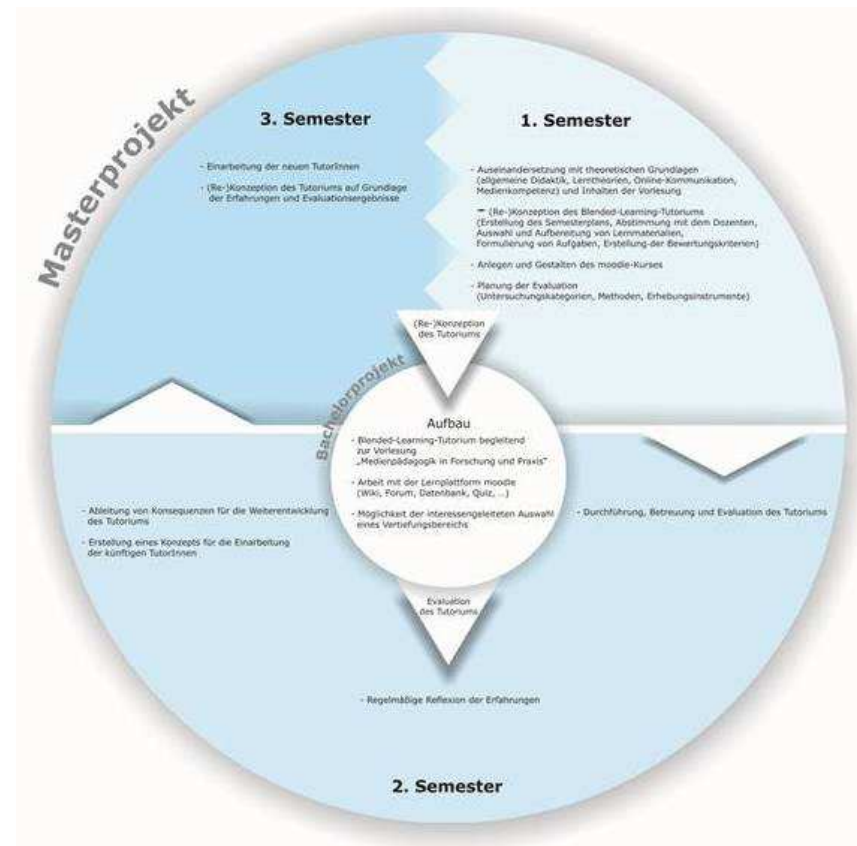 Masterprojekt
3. Semester
- Einarbeitung der neuen TutorInnen
- (Re-)Konzeption des Tutoriums auf Grundlage
der Erfahrungen und Evaluationsergebnisse
1. Semester
- Auseinandersetzung mit theoretischen Grundlagen
(allgemeine Didaktik, Lerntheorien, Online-Kommunikation,
Medienkompetenz) und Inhalten der Vorlesung
- (Re-)Konzeption des Blended-Learning-Tutoriums
(Erstellung des Semesterplans, Abstimmung mit dem Dozenten,
Auswahl und Aufbereitung von Lernmaterialien,
Formulierung von Aufgaben, Erstellung der Bewertungskriterien)
- Anlegen und Gestalten des moodle-Kurses
- Planung der Evaluation
(Untersuchungskategorien, Methoden, Erhebungsinstrumente)
(Re-)Konzeption
des Tutoriums
Bachelorprojekt
Aufbau
- Blended-Learning-Tutorium begleitend
zur Vorlesung
„Medienpädagogik in Forschung und Praxis"
- Arbeit mit der Lernplattform moodle
(Wiki, Forum, Datenbank, Quiz, ...)
- Möglichkeit der interessengeleiteten Auswahl
eines Vertiefungsbereichs
- Ableitung von Konsequenzen für die Weiterentwicklung
des Tutoriums
- Erstellung eines Konzepts für die Einarbeitung
der künftigen TutorInnen
- Durchführung, Betreuung und Evaluation des Tutoriums
Evaluation
des Tutoriums
- Regelmäßige Reflexion der Erfahrungen
2. Semester